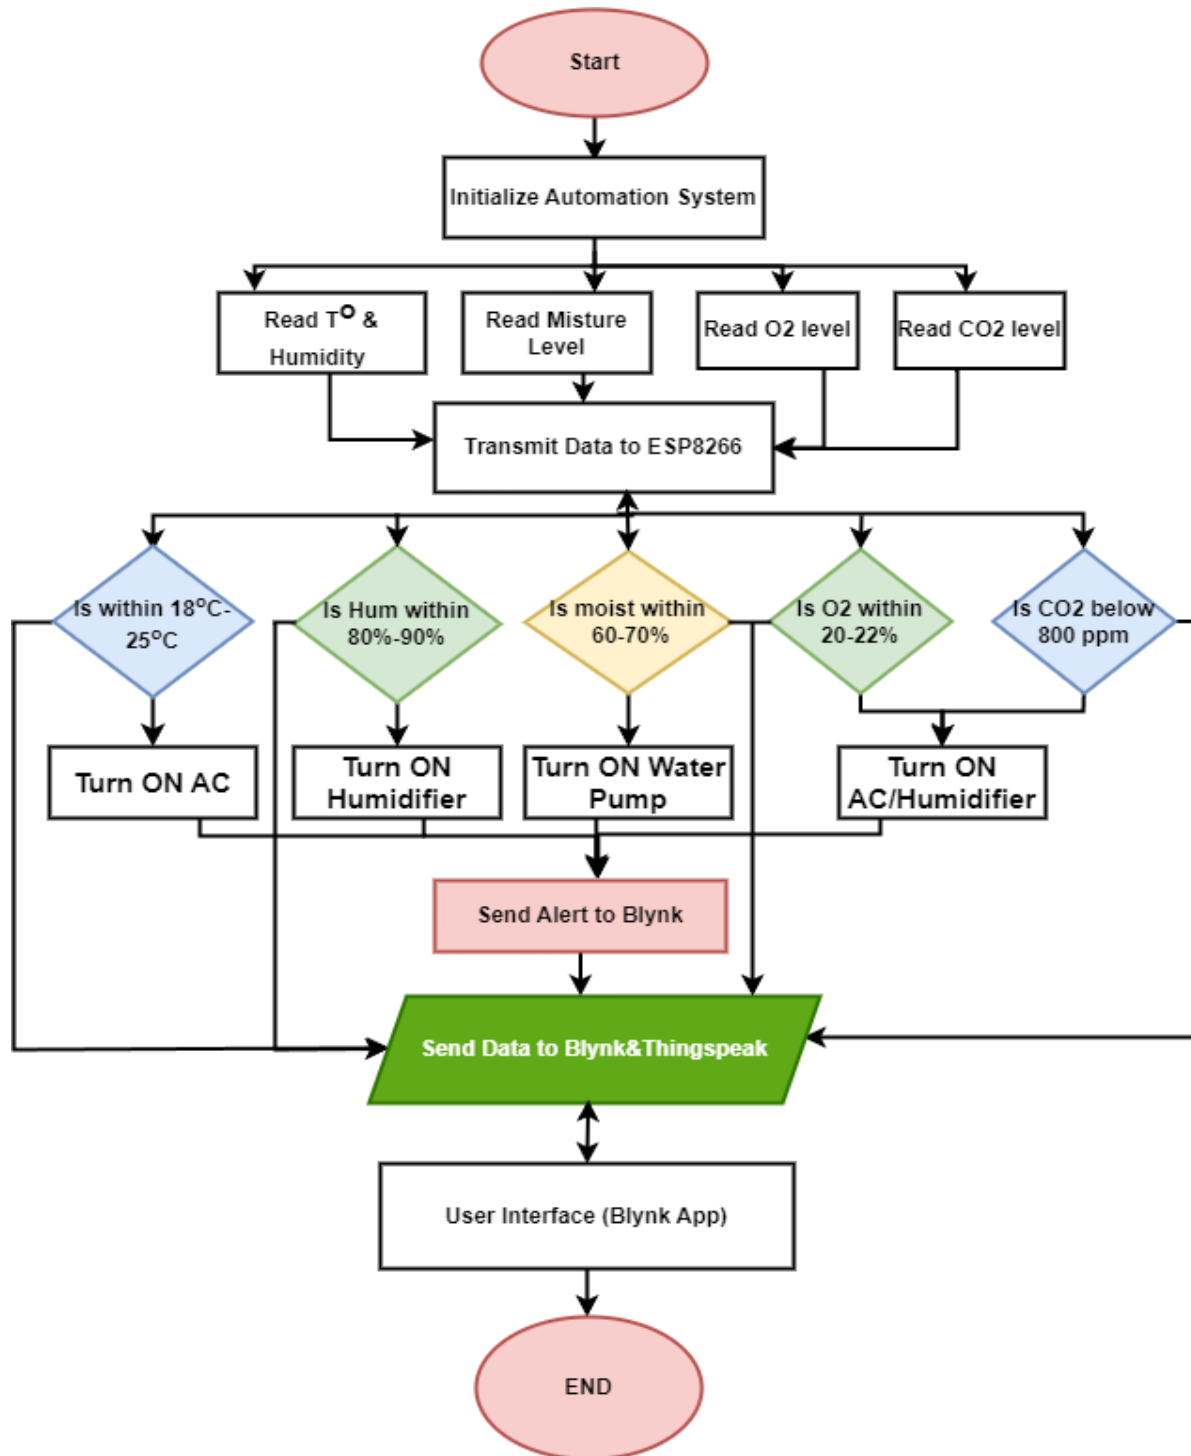 Start
Initialize Automation System
Read T° &
Humidity
Read Misture
Level
Read O2 level
Read CO2 level
Transmit Data to ESP8266
Is within 18°C-
25°C
Is Hum within
80%-90%
Is moist within
60-70%
Is O2 within
20-22%
Is CO2 below
800 ppm
Turn ON AC
Turn ON
Humidifier
Turn ON Water
Pump
Turn ON
AC/Humidifier
Send Alert to Blynk
Send Data to Blynk&Thingspeak
User Interface (Blynk App)
END